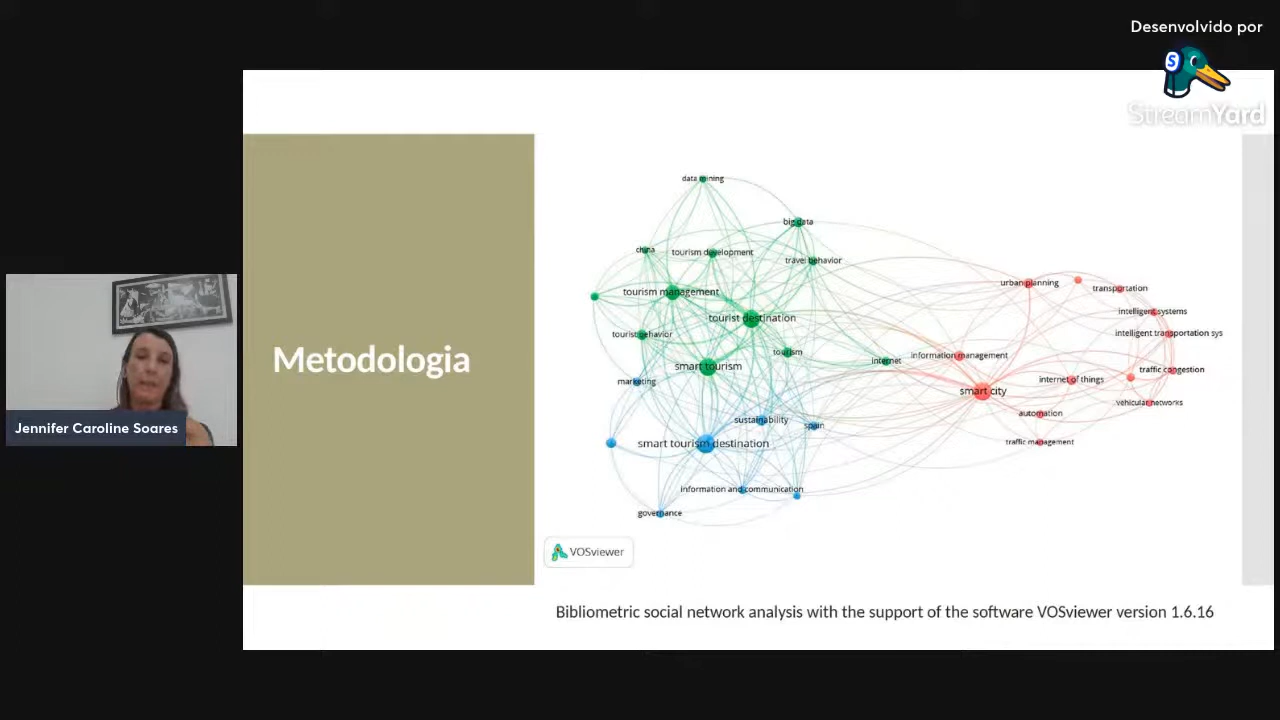 Desenvolvido por
StreamYard
Metodologia
data mining
big data
china
tourism development
travel behavior
tourism management
tourist destination
tourist behavior
tourism
smart tourism
internet
marketing
sustainability
spain
smart tourism destination
information and communication
governance
urban planning
transportation
intelligent systems
intelligent transportation sys
information management
traffic congestion
internet of things
smart city
vehicular networks
automation
traffic management
VOSviewer
Jennifer Caroline Soares
Bibliometric social network analysis with the support of the software VOSviewer version 1.6.16